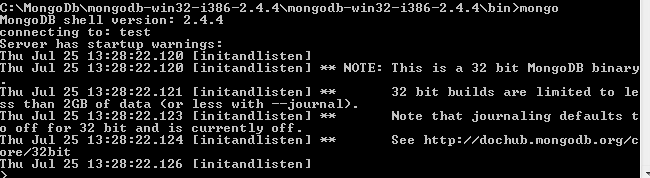 C:\MongoDb\mongodb-win32-i386-2.4.4\mongodb-win32-i386-2.4.4\bin>mongo
MongoDB shell version: 2.4.4
connecting to: test
Server has startup warnings:
Thu Jul 25 13:28:22.120 [initandlisten]
Thu Jul 25 13:28:22.120 [initandlisten] ** NOTE: This is a 32 bit MongoDB binary
.
Thu Jul 25 13:28:22.121 [initandlisten] **       32 bit builds are limited to le
ss than 2GB of data (or less with --journal).
Thu Jul 25 13:28:22.123 [initandlisten] **       Note that journaling defaults t
o off for 32 bit and is currently off.
Thu Jul 25 13:28:22.124 [initandlisten] **       See http://dochub.mongodb.org/c
ore/32bit
Thu Jul 25 13:28:22.126 [initandlisten]
>